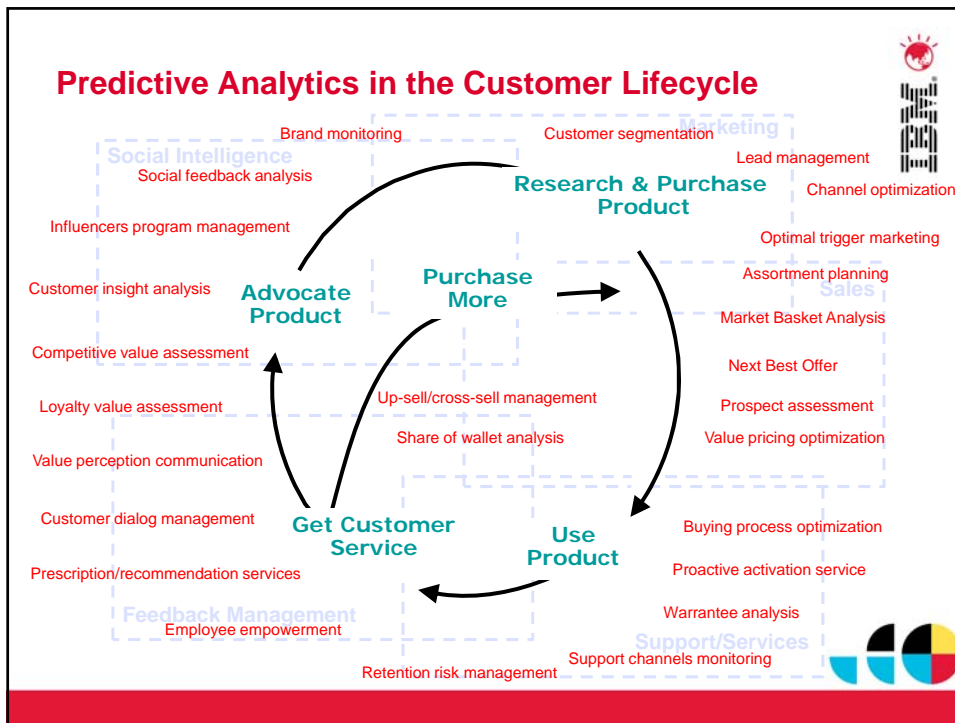 Predictive Analytics in the Customer Lifecycle
IBM®
Brand monitoring
Customer segmentation
Marketing
Social Intelligence
Lead management
Social feedback analysis
Research & Purchase
Product
Channel optimization
Influencers program management
Optimal trigger marketing
Purchase
More
Assortment planning
Customer insight analysis
Advocate
Product
Sales
Market Basket Analysis
Competitive value assessment
Next Best Offer
Up-sell/cross-sell management
Loyalty value assessment
Prospect assessment
Share of wallet analysis
Value pricing optimization
Value perception communication
Customer dialog management
Get Customer
Service
Use
Product
Buying process optimization
Prescription/recommendation services
Proactive activation service
Feedback Management
Warrantee analysis
Employee empowerment
Support/Services
Support channels monitoring
Retention risk management